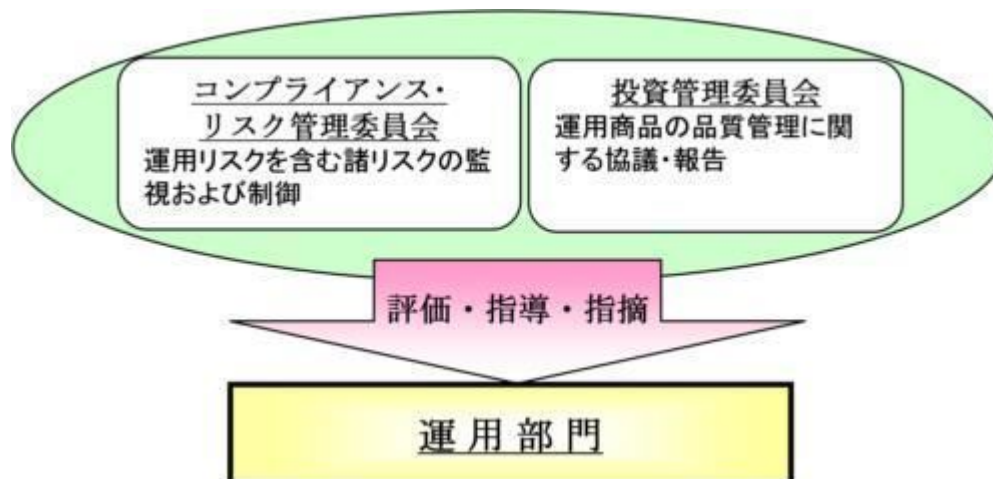 コンプライアンス・
リスク管理委員会
運用リスクを含む諸リスクの監
視および制御
投資管理委員会
運用商品の品質管理に関
する協議・報告
評価・指導・指摘
運用部門